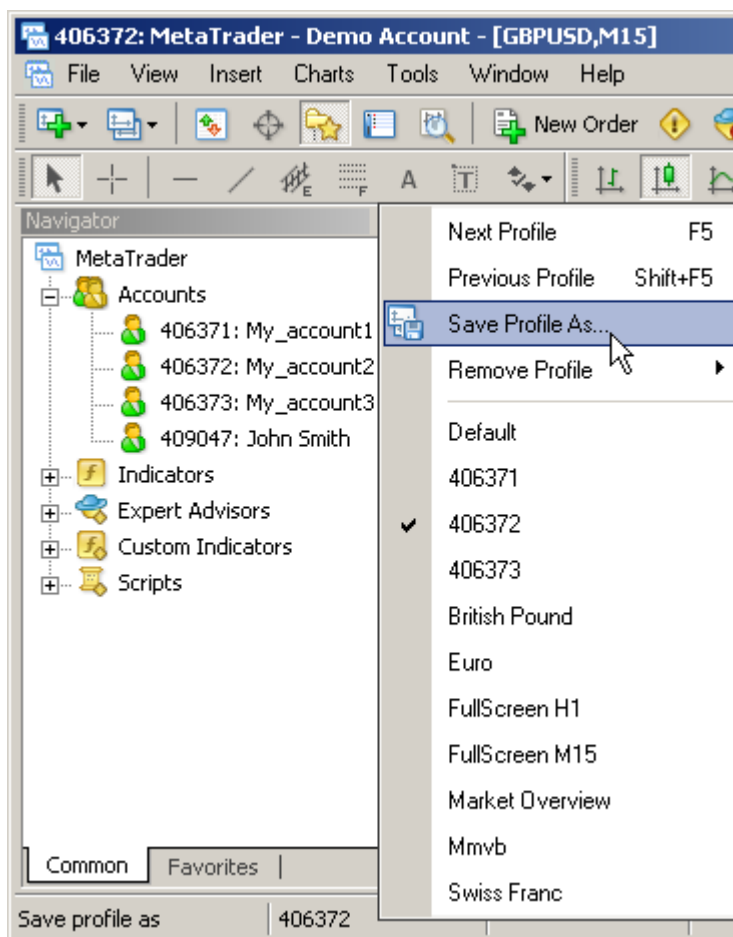 406372: MetaTrader - Demo Account - [GBPUSD,M15]
File View Insert Charts Tools Window Help
New Order
E F A T
Navigator
MetaTrader
Accounts
406371: My_account1
406372: My_account2
406373: My_account3
409047: John Smith
Indicators
Expert Advisors
Custom Indicators
Scripts
Common Favorites
Next Profile F5
Previous Profile Shift+F5
Save Profile As...
Remove Profile
Default
406371
406372
406373
British Pound
Euro
FullScreen H1
FullScreen M15
Market Overview
Mmvb
Swiss Franc
Save profile as 406372